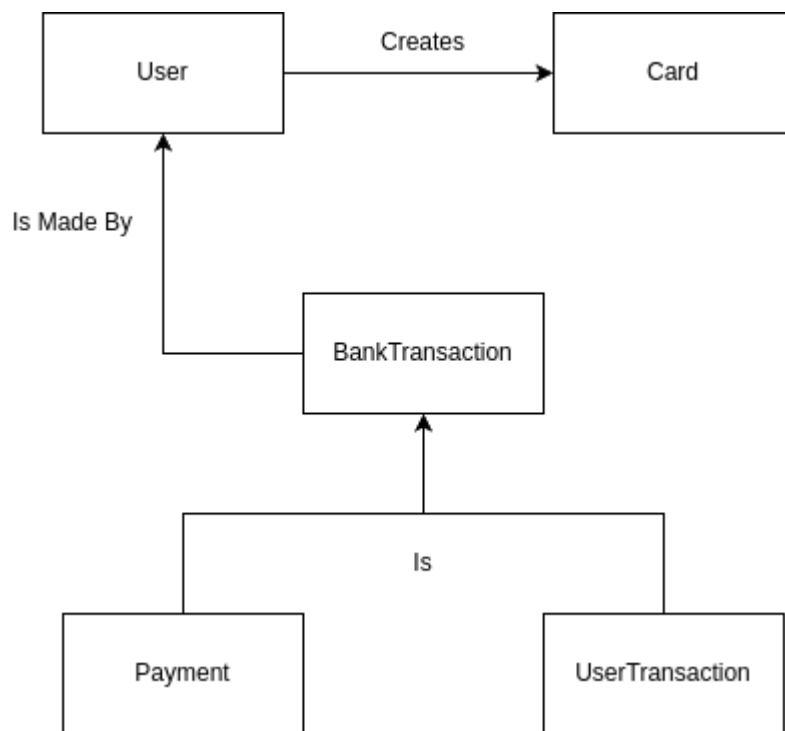 User
Creates
Card
Is Made By
BankTransaction
Is
Payment
UserTransaction